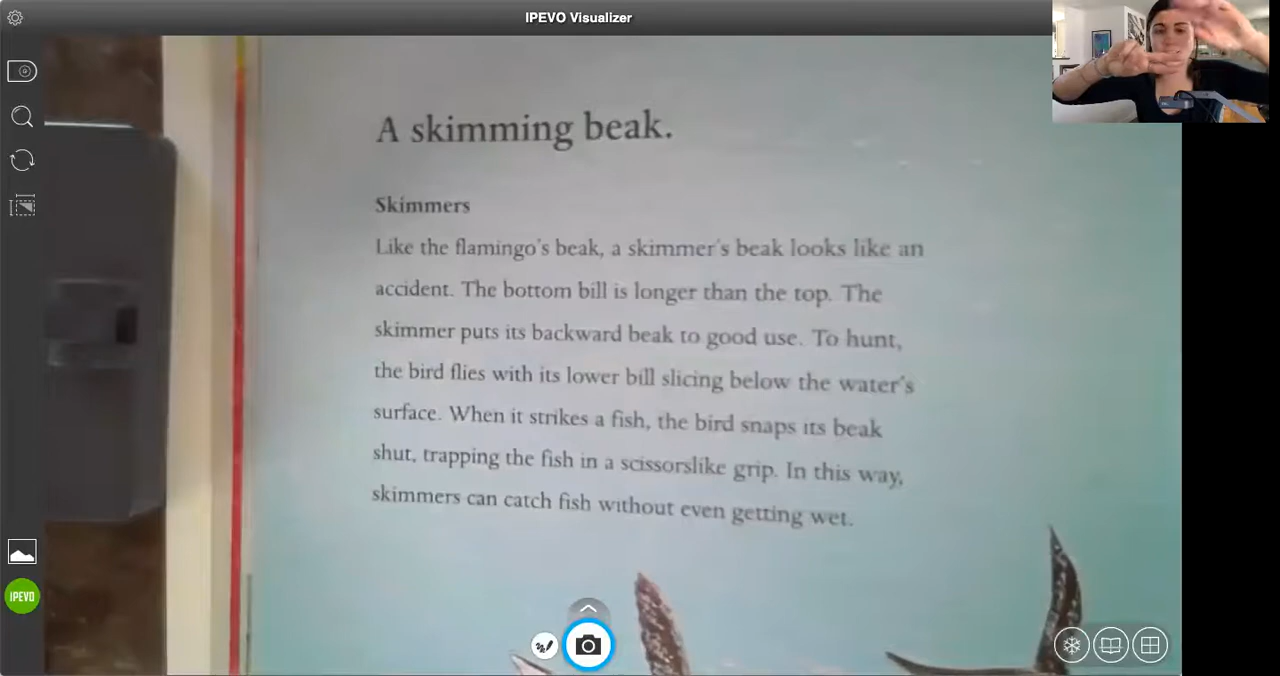 IPEVO Visualizer
A skimming beak.
Skimmers
Like the flamingo's beak, a skimmer's beak looks like an
accident. The bottom bill is longer than the top. The
skimmer puts its backward beak to good use. To hunt,
the bird flies with its lower bill slicing below the water's
surface. When it strikes a fish, the bird snaps its beak
shut, trapping the fish in a scissorslike grip. In this way,
skimmers can catch fish without even getting wet.
IPEVO